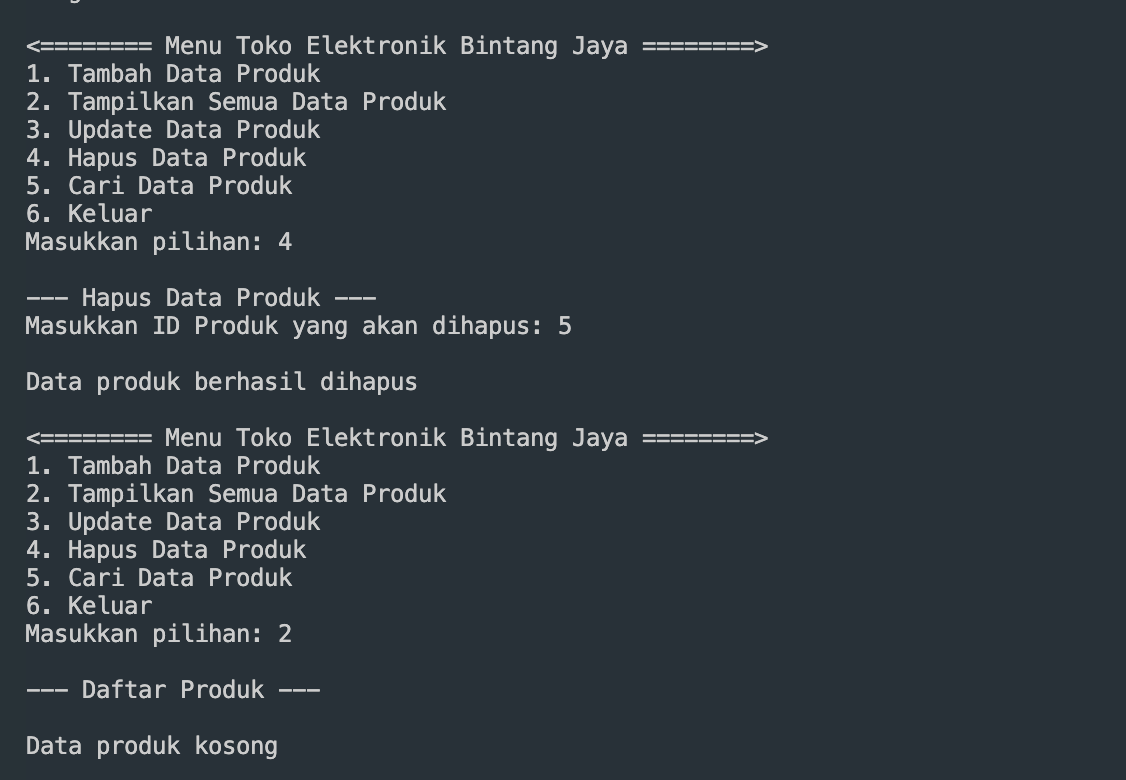 <======== Menu Toko Elektronik Bintang Jaya ========>
1. Tambah Data Produk
2. Tampilkan Semua Data Produk
3. Update Data Produk
4. Hapus Data Produk
5. Cari Data Produk
6. Keluar
Masukkan pilihan: 4
--- Hapus Data Produk ---
Masukkan ID Produk yang akan dihapus: 5
Data produk berhasil dihapus
<======== Menu Toko Elektronik Bintang Jaya ========>
1. Tambah Data Produk
2. Tampilkan Semua Data Produk
3. Update Data Produk
4. Hapus Data Produk
5. Cari Data Produk
6. Keluar
Masukkan pilihan: 2
--- Daftar Produk ---
Data produk kosong